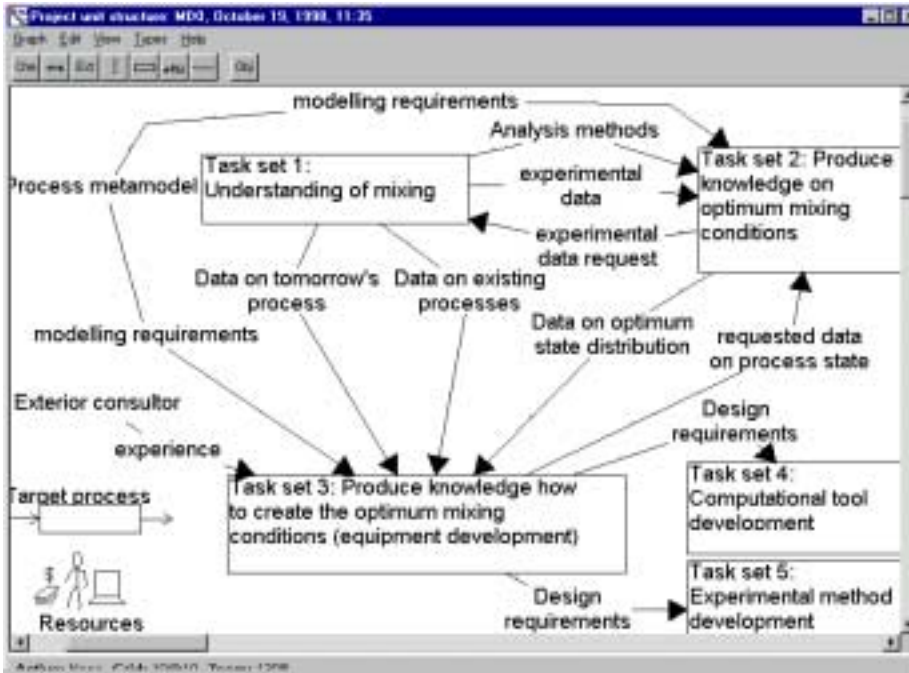 Project unit structure: MDO, October 19, 1998, 11:35
Graph Edit View Types Help
modelling requirements
Analysis methods
Task set 1:
Understanding of mixing
Task set 2: Produce
knowledge on
optimum mixing
conditions
Process metamodel
experimental
data
experimental
data request
Data on tomorrow's
process
Data on existing
processes
Data on optimum
state distribution
requested data
on process state
modelling requirements
Exterior consultor
experience
Design
requirements
Target process
Task set 3: Produce knowledge how
to create the optimum mixing
conditions (equipment development)
Task set 4:
Computational tool
development
Task set 5:
Experimental method
development
$
Resources
Design
requirements